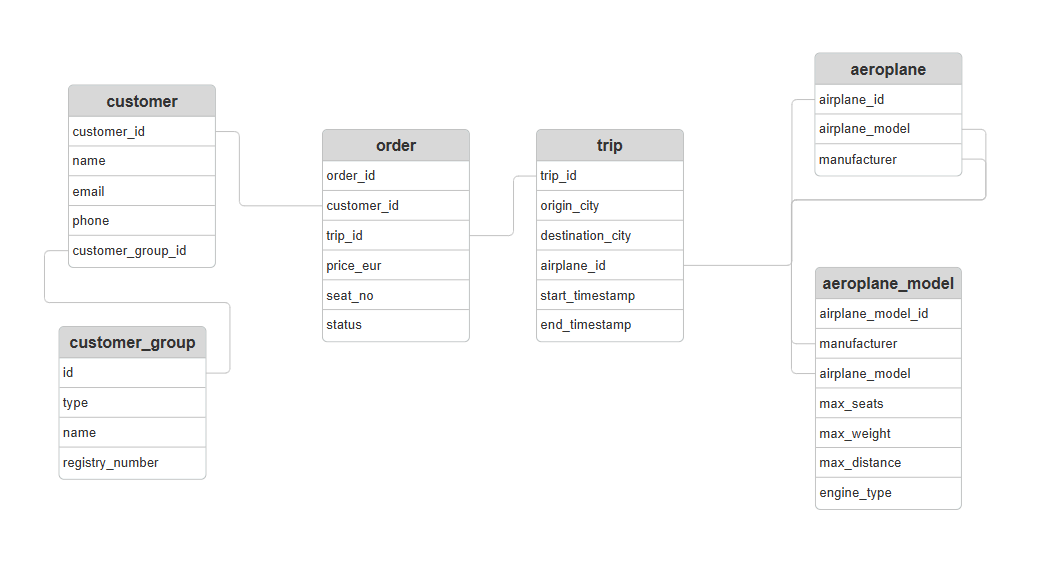 customer
customer_id
name
email
phone
customer_group_id
customer_group
id
type
name
registry_number
order
order_id
customer_id
trip_id
price_eur
seat_no
status
trip
trip_id
origin_city
destination_city
airplane_id
start_timestamp
end_timestamp
aeroplane
airplane_id
airplane_model
manufacturer
aeroplane_model
airplane_model_id
manufacturer
airplane_model
max_seats
max_weight
max_distance
engine_type